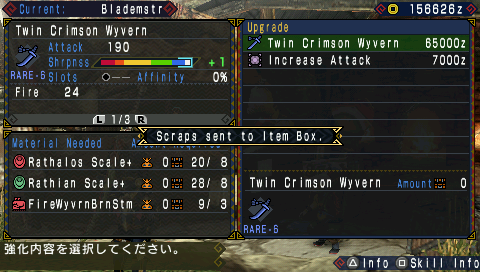 Current: Blademstr
156626z
Twin Crimson Wyvern
Attack 190
Shrpnss +1
RARE-6 Slots ●—— Affinity 0%
Fire 24
L 1/3 R
Upgrade
Twin Crimson Wyvern 65000z
Increase Attack 7000z
Scraps sent to Item Box.
Material Needed
Rathalos Scale+ 0 20/ 8
Rathian Scale+ 0 28/ 8
FireWyvrnBrnStm 0 9/ 3
Twin Crimson Wyvern Amount 0
RARE-6
強化内容を選択してください。
Info Skill Info